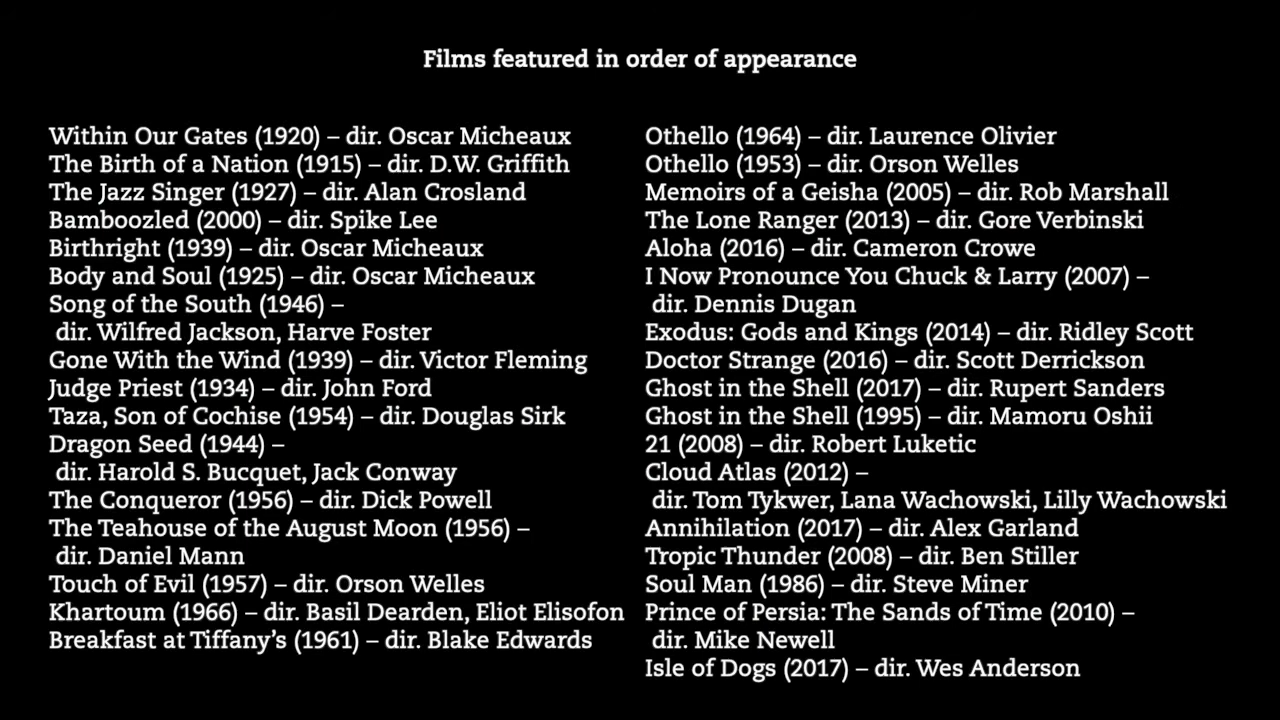 Films featured in order of appearance
Within Our Gates (1920) – dir. Oscar Micheaux
The Birth of a Nation (1915) – dir. D.W. Griffith
The Jazz Singer (1927) – dir. Alan Crosland
Bamboozled (2000) – dir. Spike Lee
Birthright (1939) – dir. Oscar Micheaux
Body and Soul (1925) – dir. Oscar Micheaux
Song of the South (1946) –
dir. Wilfred Jackson, Harve Foster
Gone With the Wind (1939) – dir. Victor Fleming
Judge Priest (1934) – dir. John Ford
Taza, Son of Cochise (1954) – dir. Douglas Sirk
Dragon Seed (1944) –
dir. Harold S. Bucquet, Jack Conway
The Conqueror (1956) – dir. Dick Powell
The Teahouse of the August Moon (1956) –
dir. Daniel Mann
Touch of Evil (1957) – dir. Orson Welles
Khartoum (1966) – dir. Basil Dearden, Eliot Elisofon
Breakfast at Tiffany’s (1961) – dir. Blake Edwards
Othello (1964) – dir. Laurence Olivier
Othello (1953) – dir. Orson Welles
Memoirs of a Geisha (2005) – dir. Rob Marshall
The Lone Ranger (2013) – dir. Gore Verbinski
Aloha (2016) – dir. Cameron Crowe
I Now Pronounce You Chuck & Larry (2007) –
dir. Dennis Dugan
Exodus: Gods and Kings (2014) – dir. Ridley Scott
Doctor Strange (2016) – dir. Scott Derrickson
Ghost in the Shell (2017) – dir. Rupert Sanders
Ghost in the Shell (1995) – dir. Mamoru Oshii
21 (2008) – dir. Robert Luketic
Cloud Atlas (2012) –
dir. Tom Tykwer, Lana Wachowski, Lilly Wachowski
Annihilation (2017) – dir. Alex Garland
Tropic Thunder (2008) – dir. Ben Stiller
Soul Man (1986) – dir. Steve Miner
Prince of Persia: The Sands of Time (2010) –
dir. Mike Newell
Isle of Dogs (2017) – dir. Wes Anderson